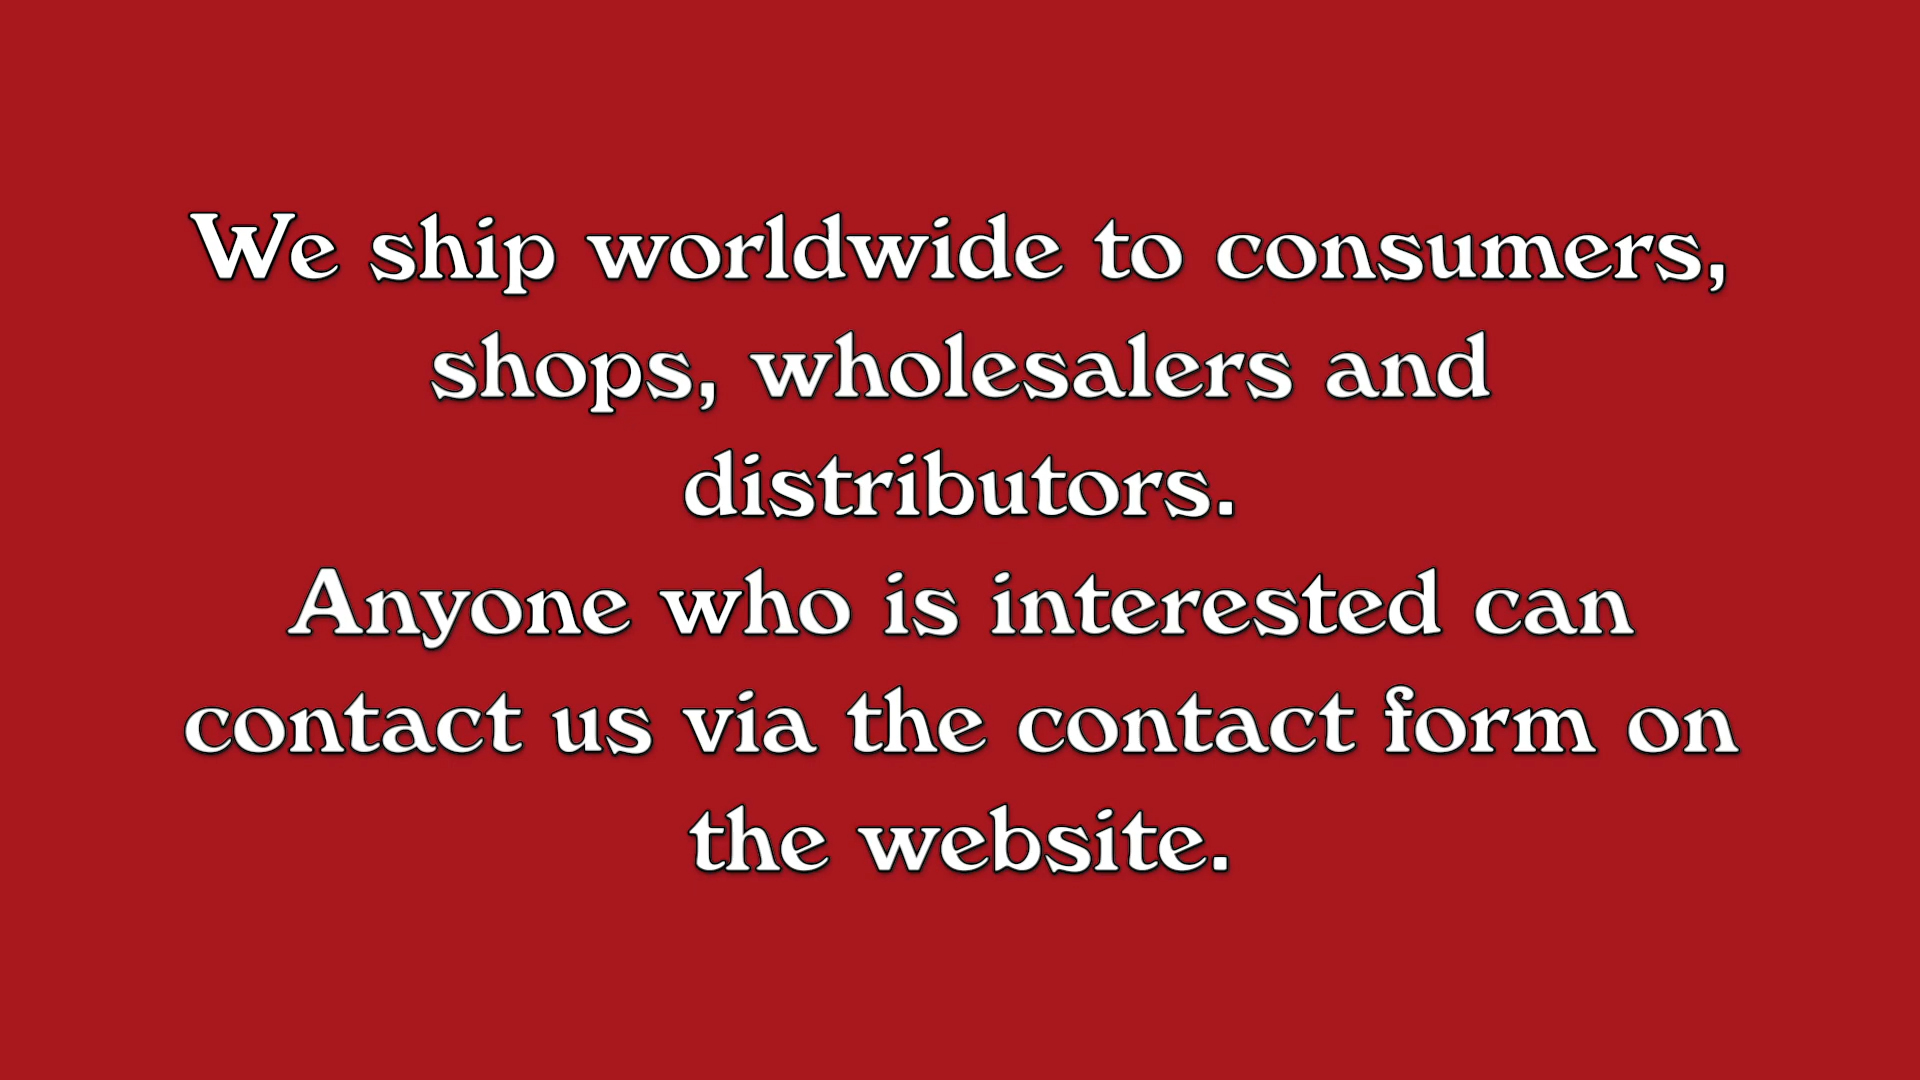 We ship worldwide to consumers,
shops, wholesalers and
distributors.
Anyone who is interested can
contact us via the contact form on
the website.